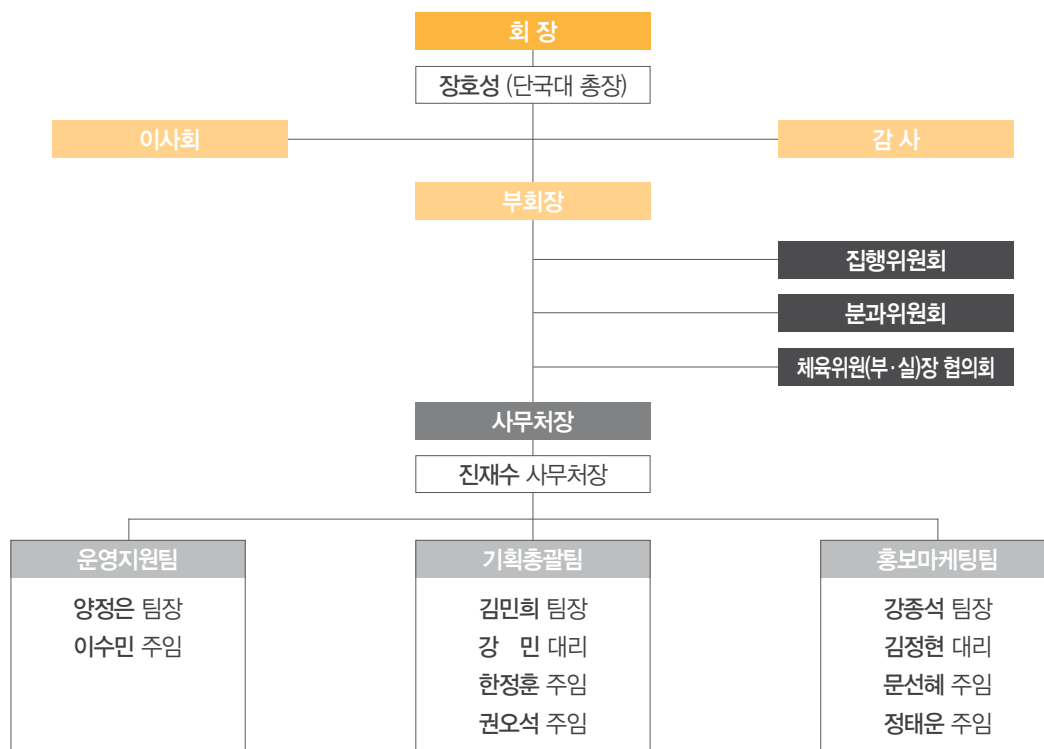 회 장
장호성 (단국대 총장)
이사회
감 사
부회장
집행위원회
분과위원회
체육위원(부·실)장 협의회
사무처장
진재수 사무처장
운영지원팀
양정은 팀장
이수민 주임
기획총괄팀
김민희 팀장
강 민 대리
한정훈 주임
권오석 주임
홍보마케팅팀
강종석 팀장
김정현 대리
문선혜 주임
정태운 주임